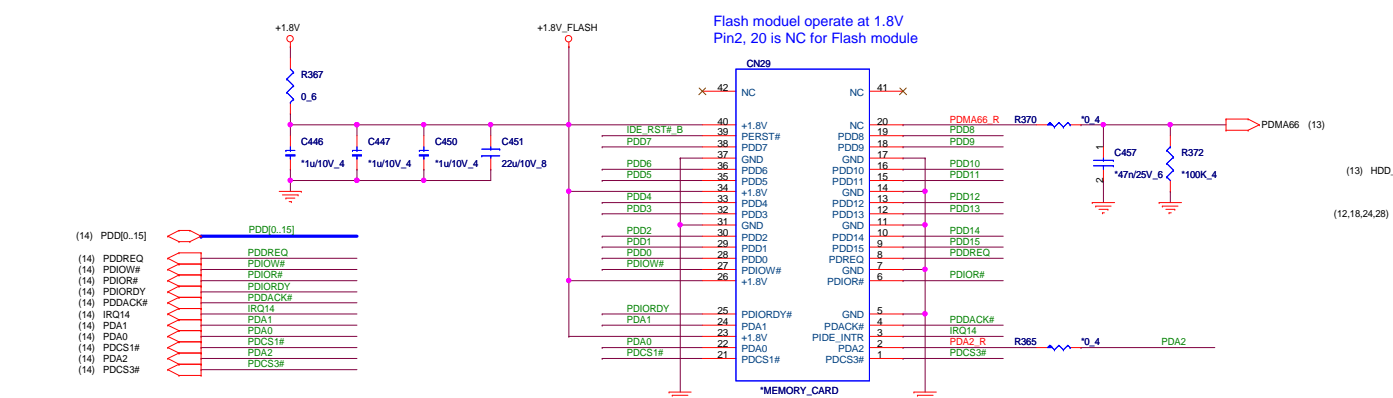 Flash moduel operate at 1.8V
Pin2, 20 is NC for Flash module
+1.8V
+1.8V_FLASH
R367
0_6
C446
*1u/10V_4
C447
*1u/10V_4
C450
*1u/10V_4
C451
22u/10V_8
(14) PDD[0..15] PDD[0..15]
(14) PDDREQ PDDREQ
(14) PDIOW# PDIOW#
(14) PDIOR# PDIOR#
(14) PDIORDY PDIORDY
(14) PDDACK# PDDACK#
(14) IRQ14 IRQ14
(14) PDA1 PDA1
(14) PDA0 PDA0
(14) PDCS1# PDCS1#
(14) PDA2 PDA2
(14) PDCS3# PDCS3#
CN29
42 NC NC 41
40 +1.8V NC 20 PDMA66_R R370 *0_4 PDMA66 (13)
IDE_RST#_B 39 PERST# PDD8 19 PDD8
PDD7 38 PDD7 PDD9 18 PDD9
37 GND GND 17
PDD6 36 PDD6 PDD10 16 PDD10
PDD5 35 PDD5 PDD11 15 PDD11
34 +1.8V GND 14
PDD4 33 PDD4 PDD12 13 PDD12
PDD3 32 PDD3 PDD13 12 PDD13
31 GND GND 11
PDD2 30 PDD2 PDD14 10 PDD14
PDD1 29 PDD1 PDD15 9 PDD15
PDD0 28 PDD0 PDREQ 8 PDDREQ
PDIOW# 27 PDIOW# GND 7
26 +1.8V PDIOR# 6 PDIOR#
PDIORDY 25 PDIORDY# GND 5
PDA1 24 PDA1 PDACK# 4 PDDACK#
23 +1.8V PIDE_INTR 3 IRQ14
PDA0 22 PDA0 PDA2 2 PDA2_R R365 *0_4 PDA2
PDCS1# 21 PDCS1# PDCS3# 1 PDCS3#
*MEMORY_CARD
1
C457
2
*47n/25V_6
R372
*100K_4
(13) HDD_
(12,18,24,28)